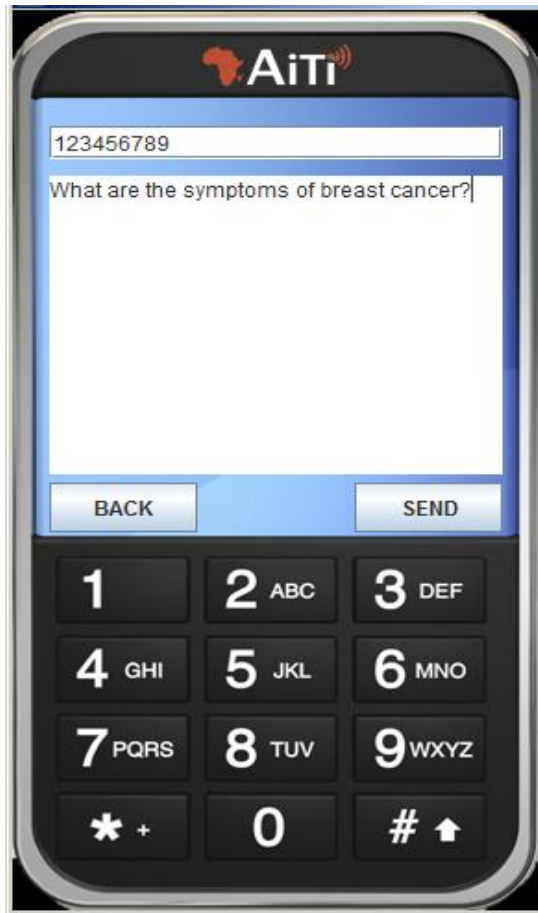 AiTi
123456789
What are the symptoms of breast cancer?
BACK SEND
1 2 ABC 3 DEF
4 GHI 5 JKL 6 MNO
7 PQRS 8 TUV 9 WXYZ
* + 0 #